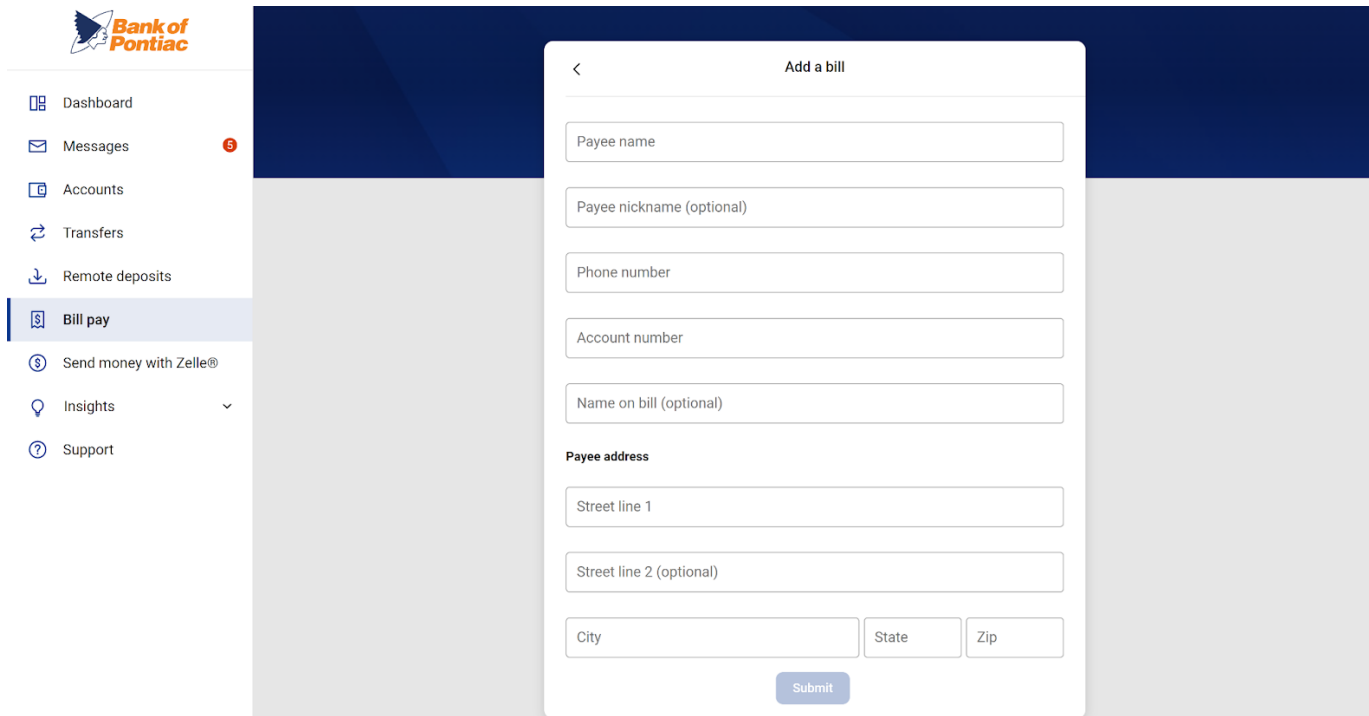 Bank of
Pontiac
Dashboard
Messages
5
Accounts
Transfers
Remote deposits
Bill pay
Send money with Zelle®
Insights
Support
Add a bill
Payee name
Payee nickname (optional)
Phone number
Account number
Name on bill (optional)
Payee address
Street line 1
Street line 2 (optional)
City
State
Zip
Submit